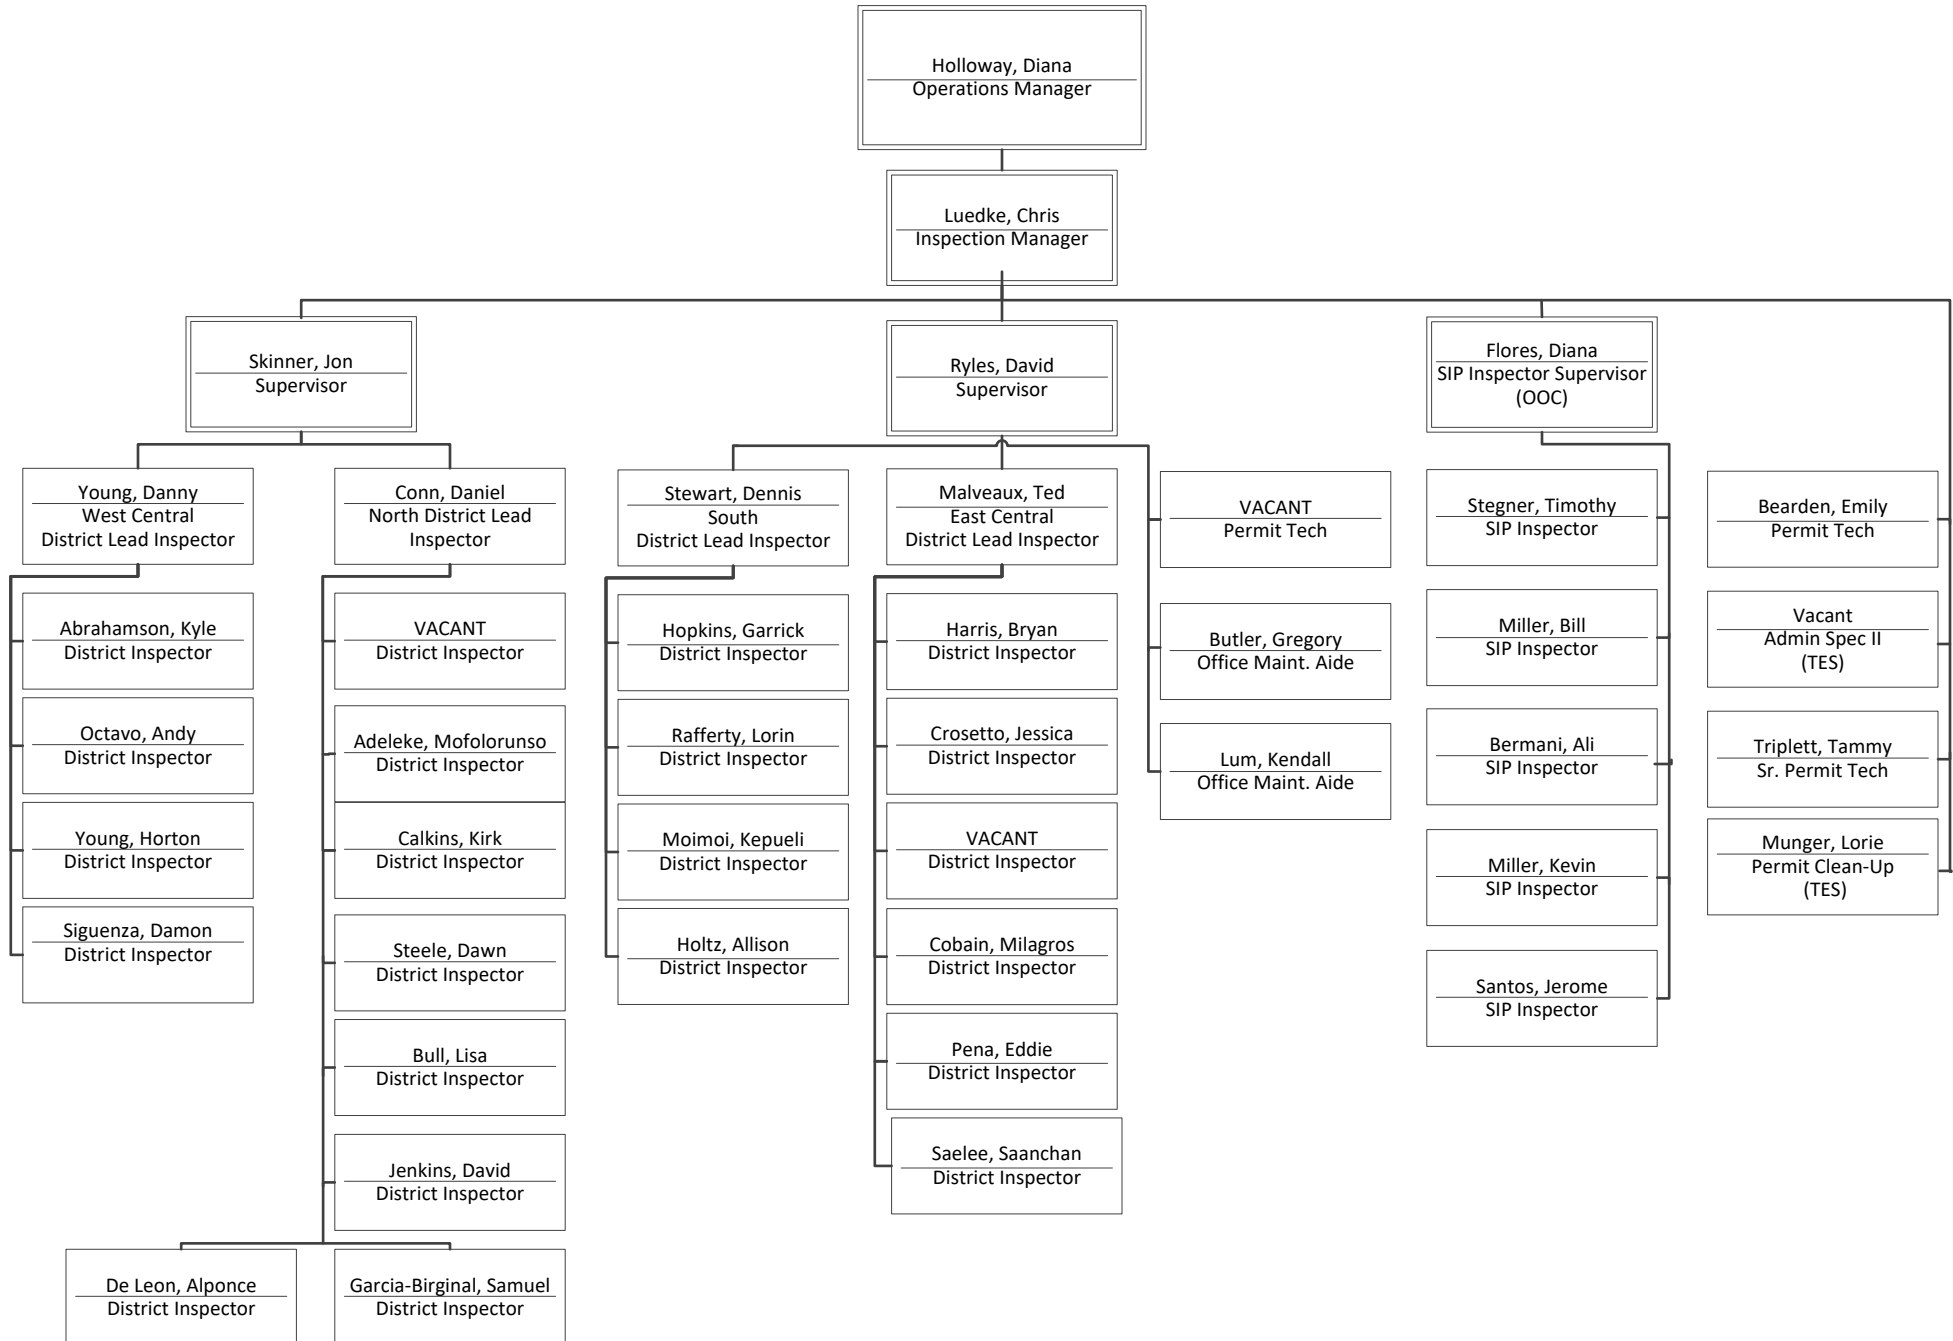 Holloway, Diana
Operations Manager
Luedke, Chris
Inspection Manager
Skinner, Jon
Supervisor
Ryles, David
Supervisor
Flores, Diana
SIP Inspector Supervisor
(OOC)
Young, Danny
West Central
District Lead Inspector
Conn, Daniel
North District Lead
Inspector
Stewart, Dennis
South
District Lead Inspector
Malveaux, Ted
East Central
District Lead Inspector
VACANT
Permit Tech
Stegner, Timothy
SIP Inspector
Bearden, Emily
Permit Tech
Abrahamson, Kyle
District Inspector
VACANT
District Inspector
Hopkins, Garrick
District Inspector
Harris, Bryan
District Inspector
Butler, Gregory
Office Maint. Aide
Miller, Bill
SIP Inspector
Vacant
Admin Spec II
(TES)
Octavo, Andy
District Inspector
Adeleke, Mofolorunso
District Inspector
Rafferty, Lorin
District Inspector
Crosetto, Jessica
District Inspector
Lum, Kendall
Office Maint. Aide
Bermani, Ali
SIP Inspector
Triplett, Tammy
Sr. Permit Tech
Young, Horton
District Inspector
Calkins, Kirk
District Inspector
Moimoi, Kepueli
District Inspector
VACANT
District Inspector
Miller, Kevin
SIP Inspector
Munger, Lorie
Permit Clean-Up
(TES)
Siguenza, Damon
District Inspector
Steele, Dawn
District Inspector
Holtz, Allison
District Inspector
Cobain, Milagros
District Inspector
Santos, Jerome
SIP Inspector
Bull, Lisa
District Inspector
Pena, Eddie
District Inspector
Jenkins, David
District Inspector
Saelee, Saanchan
District Inspector
De Leon, Alponce
District Inspector
Garcia-Birginal, Samuel
District Inspector